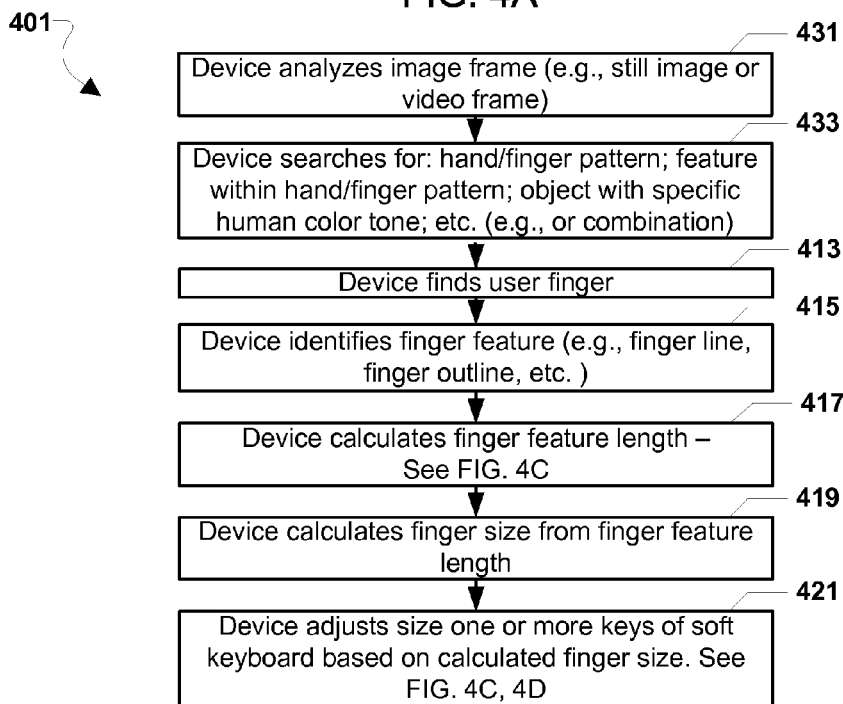 FIG. 4A
401
431
Device analyzes image frame (e.g., still image or
video frame)
433
Device searches for: hand/finger pattern; feature
within hand/finger pattern; object with specific
human color tone; etc. (e.g., or combination)
413
Device finds user finger
415
Device identifies finger feature (e.g., finger line,
finger outline, etc. )
417
Device calculates finger feature length –
See FIG. 4C
419
Device calculates finger size from finger feature
length
421
Device adjusts size one or more keys of soft
keyboard based on calculated finger size. See
FIG. 4C, 4D